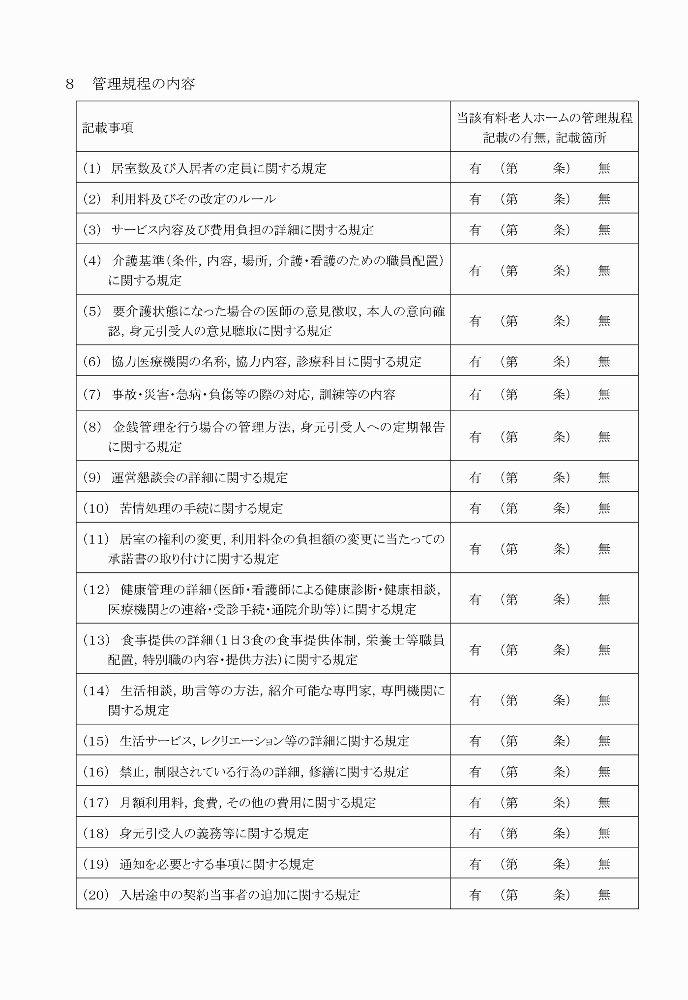 ８　管理規程の内容
記載事項
当該有料老人ホームの管理規程
記載の有無，記載箇所
（1）　居室数及び入居者の定員に関する規定　有　（第　　　条）　　無
（2）　利用料及びその改定のルール　有　（第　　　条）　　無
（3）　サービス内容及び費用負担の詳細に関する規定　有　（第　　　条）　　無
（4）　介護基準（条件，内容，場所，介護・看護のための職員配置）
に関する規定　有　（第　　　条）　　無
（5）　要介護状態になった場合の医師の意見徴収，本人の意向確
認，身元引受人の意見聴取に関する規定　有　（第　　　条）　　無
（6）　協力医療機関の名称，協力内容，診療科目に関する規定　有　（第　　　条）　　無
（7）　事故・災害・急病・負傷等の際の対応，訓練等の内容　有　（第　　　条）　　無
（8）　金銭管理を行う場合の管理方法，身元引受人への定期報告
に関する規定　有　（第　　　条）　　無
（9）　運営懇談会の詳細に関する規定　有　（第　　　条）　　無
（10）　苦情処理の手続に関する規定　有　（第　　　条）　　無
（11）　居室の権利の変更，利用料金の負担額の変更に当たっての
承諾書の取り付けに関する規定　有　（第　　　条）　　無
（12）　健康管理の詳細（医師・看護師による健康診断・健康相談，
医療機関との連絡・受診手続・通院介助等）に関する規定　有　（第　　　条）　　無
（13）　食事提供の詳細（１日３食の食事提供体制，栄養士等職員
配置，特別職の内容・提供方法）に関する規定　有　（第　　　条）　　無
（14）　生活相談，助言等の方法，紹介可能な専門家，専門機関に
関する規定　有　（第　　　条）　　無
（15）　生活サービス，レクリエーション等の詳細に関する規定　有　（第　　　条）　　無
（16）　禁止，制限されている行為の詳細，修繕に関する規定　有　（第　　　条）　　無
（17）　月額利用料，食費，その他の費用に関する規定　有　（第　　　条）　　無
（18）　身元引受人の義務等に関する規定　有　（第　　　条）　　無
（19）　通知を必要とする事項に関する規定　有　（第　　　条）　　無
（20）　入居途中の契約当事者の追加に関する規定　有　（第　　　条）　　無